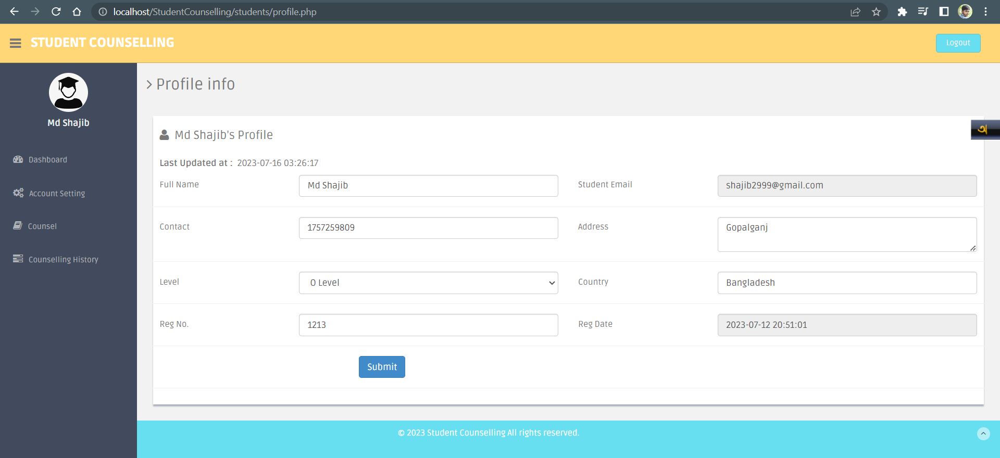 localhost/StudentCounselling/students/profile.php
STUDENT COUNSELLING
Logout
Md Shajib
Dashboard
Account Setting
Counsel
Counselling History
Profile info
Md Shajib's Profile
Last Updated at : 2023-07-16 03:26:17
Full Name Md Shajib Student Email shajib2999@gmail.com
Contact 1757259809 Address Gopalganj
Level O Level Country Bangladesh
Reg No. 1213 Reg Date 2023-07-12 20:51:01
Submit
অ
© 2023 Student Counselling All rights reserved.